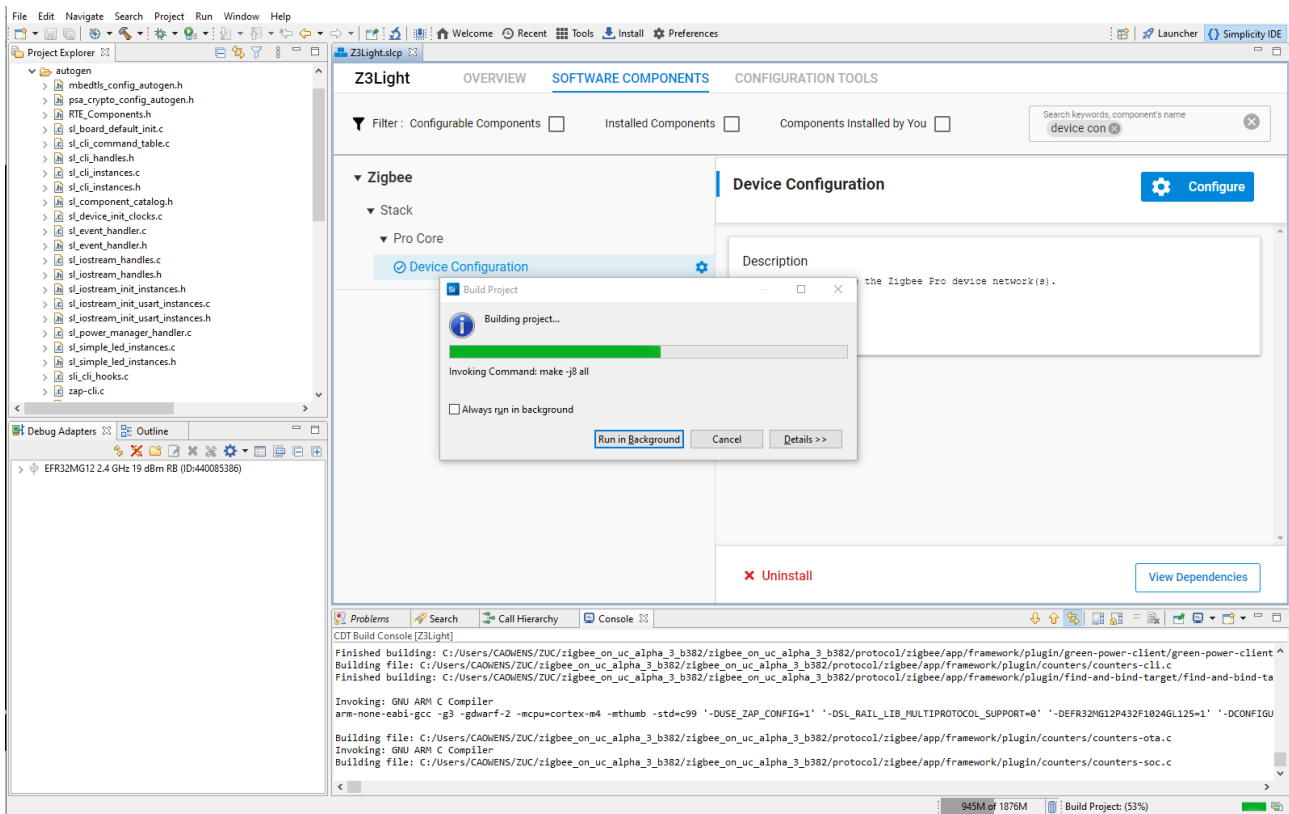 File Edit Navigate Search Project Run Window Help
Welcome Recent Tools Install Preferences Launcher {} Simplicity IDE
Project Explorer
autogen
mbedtls_config_autogen.h
psa_crypto_config_autogen.h
RTE_Components.h
sl_board_default_init.c
sl_cli_command_table.c
sl_cli_handles.h
sl_cli_instances.c
sl_cli_instances.h
sl_component_catalog.h
sl_device_init_clocks.c
sl_event_handler.c
sl_event_handler.h
sl_iostream_handles.c
sl_iostream_handles.h
sl_iostream_init_instances.h
sl_iostream_init_usart_instances.c
sl_iostream_init_usart_instances.h
sl_power_manager_handler.c
sl_simple_led_instances.c
sl_simple_led_instances.h
sli_cli_hooks.c
zap-cli.c
Debug Adapters Outline
EFR32MG12 2.4 GHz 19 dBm RB (ID:440085386)
Z3Light.slcp
Z3Light OVERVIEW SOFTWARE COMPONENTS CONFIGURATION TOOLS
Filter : Configurable Components Installed Components Components Installed by You
Search keywords, component's name
device con
Zigbee
Stack
Pro Core
Device Configuration
Device Configuration
Configure
Description
the Zigbee Pro device network(s).
Si Build Project
Building project...
Invoking Command: make -j8 all
Always run in background
Run in Background Cancel Details >>
Uninstall View Dependencies
Problems Search Call Hierarchy Console
CDT Build Console [Z3Light]
Finished building: C:/Users/CAOWENS/ZUC/zigbee_on_uc_alpha_3_b382/zigbee_on_uc_alpha_3_b382/protocol/zigbee/app/framework/plugin/green-power-client/green-power-client
Building file: C:/Users/CAOWENS/ZUC/zigbee_on_uc_alpha_3_b382/zigbee_on_uc_alpha_3_b382/protocol/zigbee/app/framework/plugin/counters/counters-cli.c
Finished building: C:/Users/CAOWENS/ZUC/zigbee_on_uc_alpha_3_b382/zigbee_on_uc_alpha_3_b382/protocol/zigbee/app/framework/plugin/find-and-bind-target/find-and-bind-ta
Invoking: GNU ARM C Compiler
arm-none-eabi-gcc -g3 -gdwarf-2 -mcpu=cortex-m4 -mthumb -std=c99 '-DUSE_ZAP_CONFIG=1' '-DSL_RAIL_LIB_MULTIPROTOCOL_SUPPORT=0' '-DEFR32MG12P432F1024GL125=1' '-DCONFIGU
Building file: C:/Users/CAOWENS/ZUC/zigbee_on_uc_alpha_3_b382/zigbee_on_uc_alpha_3_b382/protocol/zigbee/app/framework/plugin/counters/counters-ota.c
Invoking: GNU ARM C Compiler
Building file: C:/Users/CAOWENS/ZUC/zigbee_on_uc_alpha_3_b382/zigbee_on_uc_alpha_3_b382/protocol/zigbee/app/framework/plugin/counters/counters-soc.c
945M of 1876M Build Project: (53%)